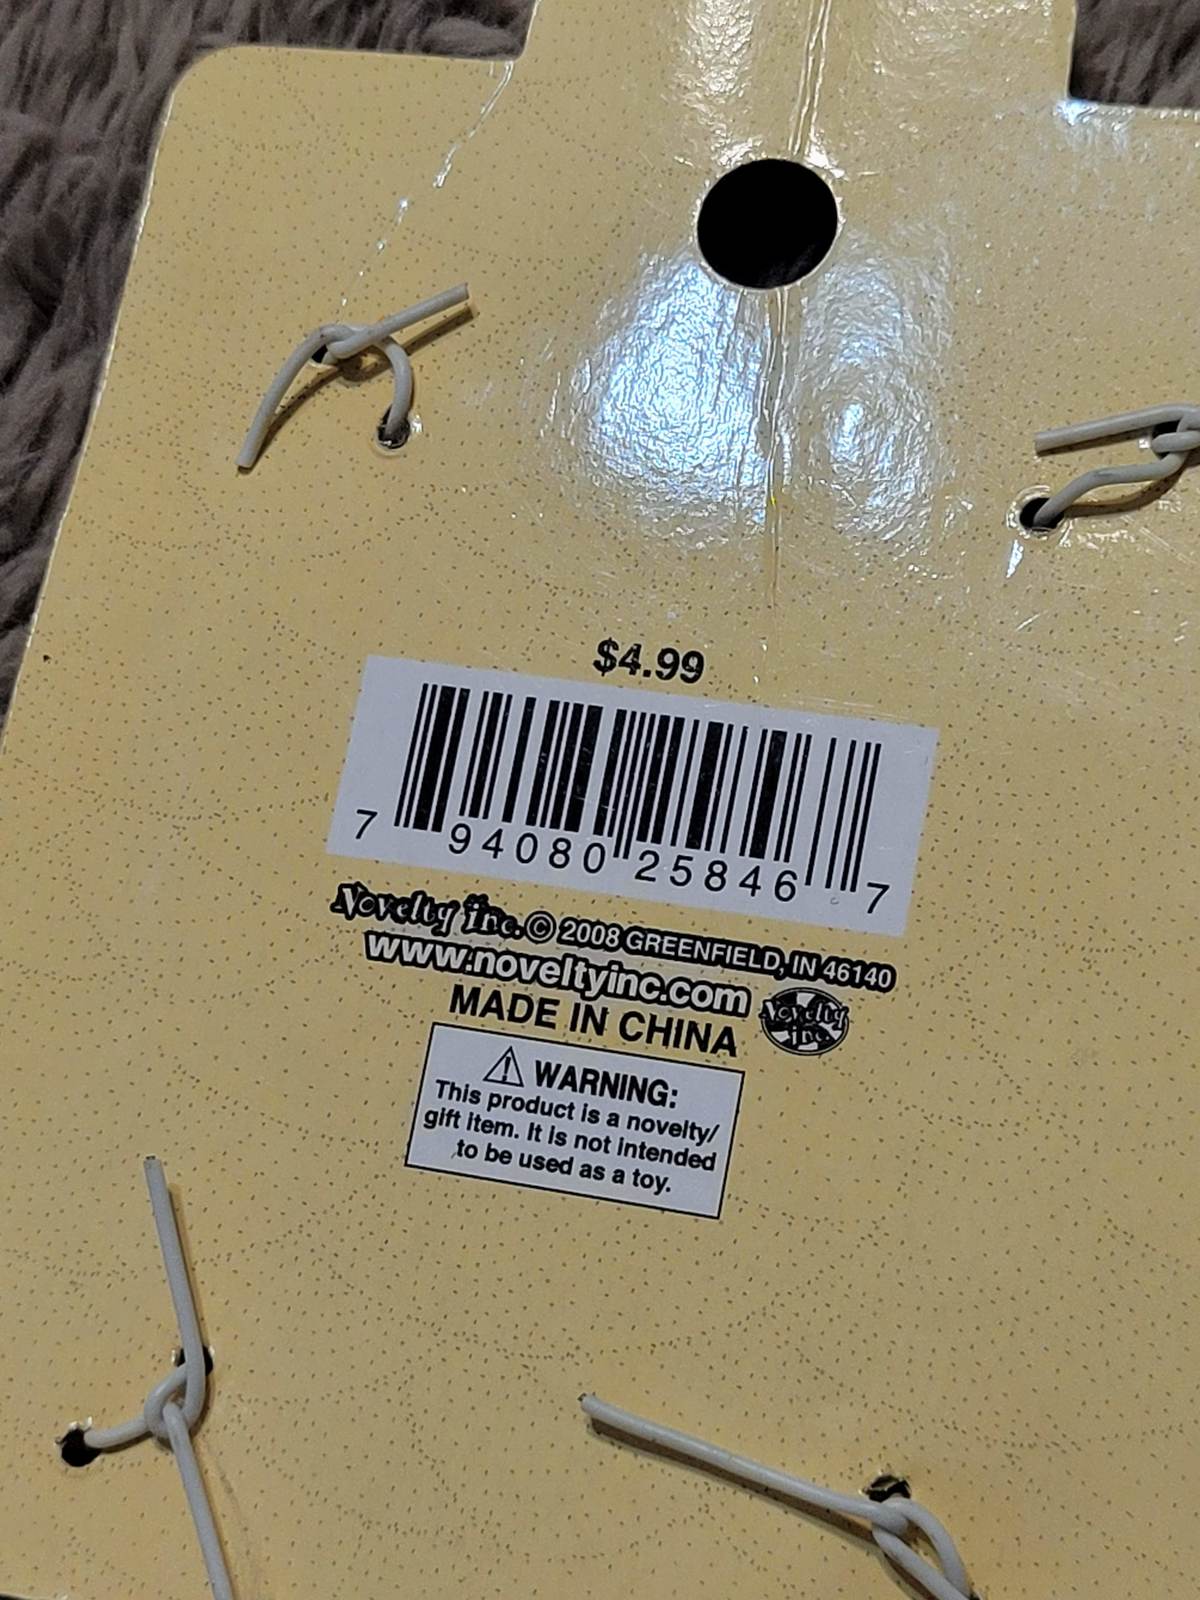 $4.99
7 94080 25846 7
Novelty inc. © 2008 GREENFIELD, IN 46140
www.noveltyinc.com
Novelty
inc.
MADE IN CHINA
WARNING:
This product is a novelty/
gift item. It is not intended
to be used as a toy.